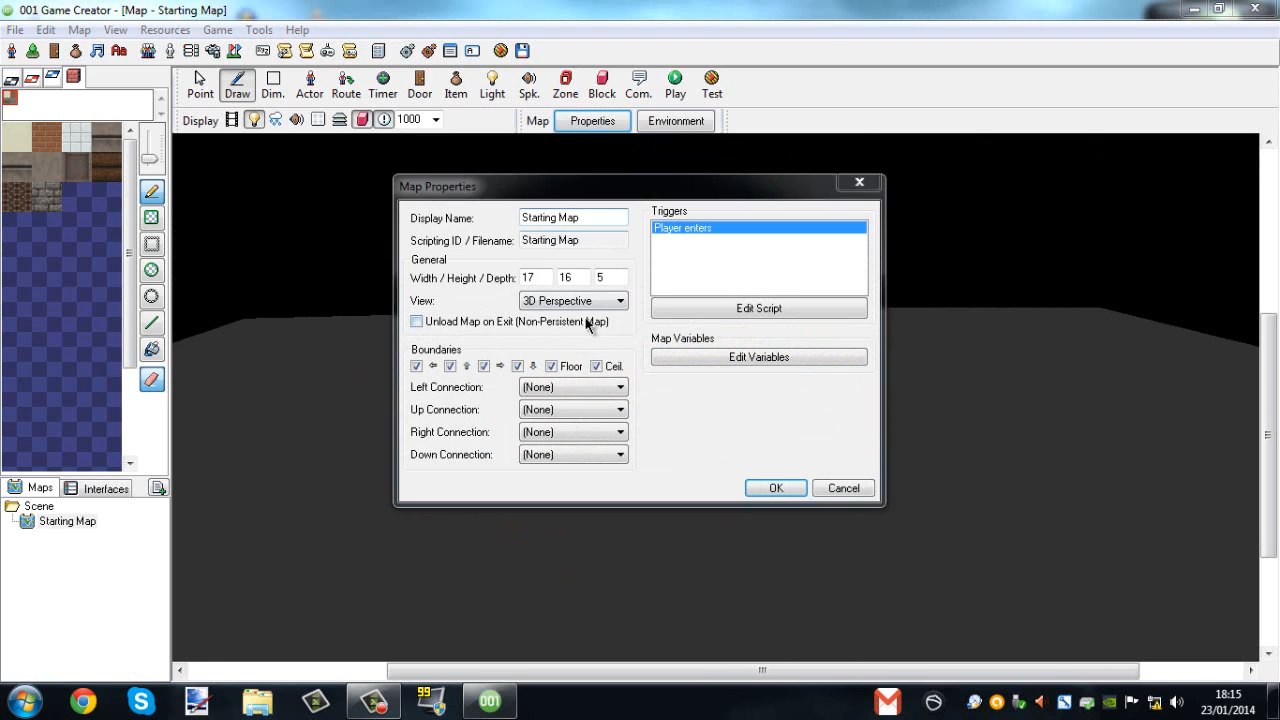 001 Game Creator - [Map - Starting Map]
File Edit Map View Resources Game Tools Help
Point Draw Dim. Actor Route Timer Door Item Light Spk. Zone Block Com. Play Test
Display 1000 Map Properties Environment
Map Properties
Display Name: Starting Map
Scripting ID / Filename: Starting Map
General
Width / Height / Depth: 17 16 5
View: 3D Perspective
Unload Map on Exit (Non-Persistent Map)
Boundaries
Floor Ceil.
Left Connection: (None)
Up Connection: (None)
Right Connection: (None)
Down Connection: (None)
Triggers
Player enters
Edit Script
Map Variables
Edit Variables
OK Cancel
Maps Interfaces
Scene
Starting Map
99
001
18:15
23/01/2014